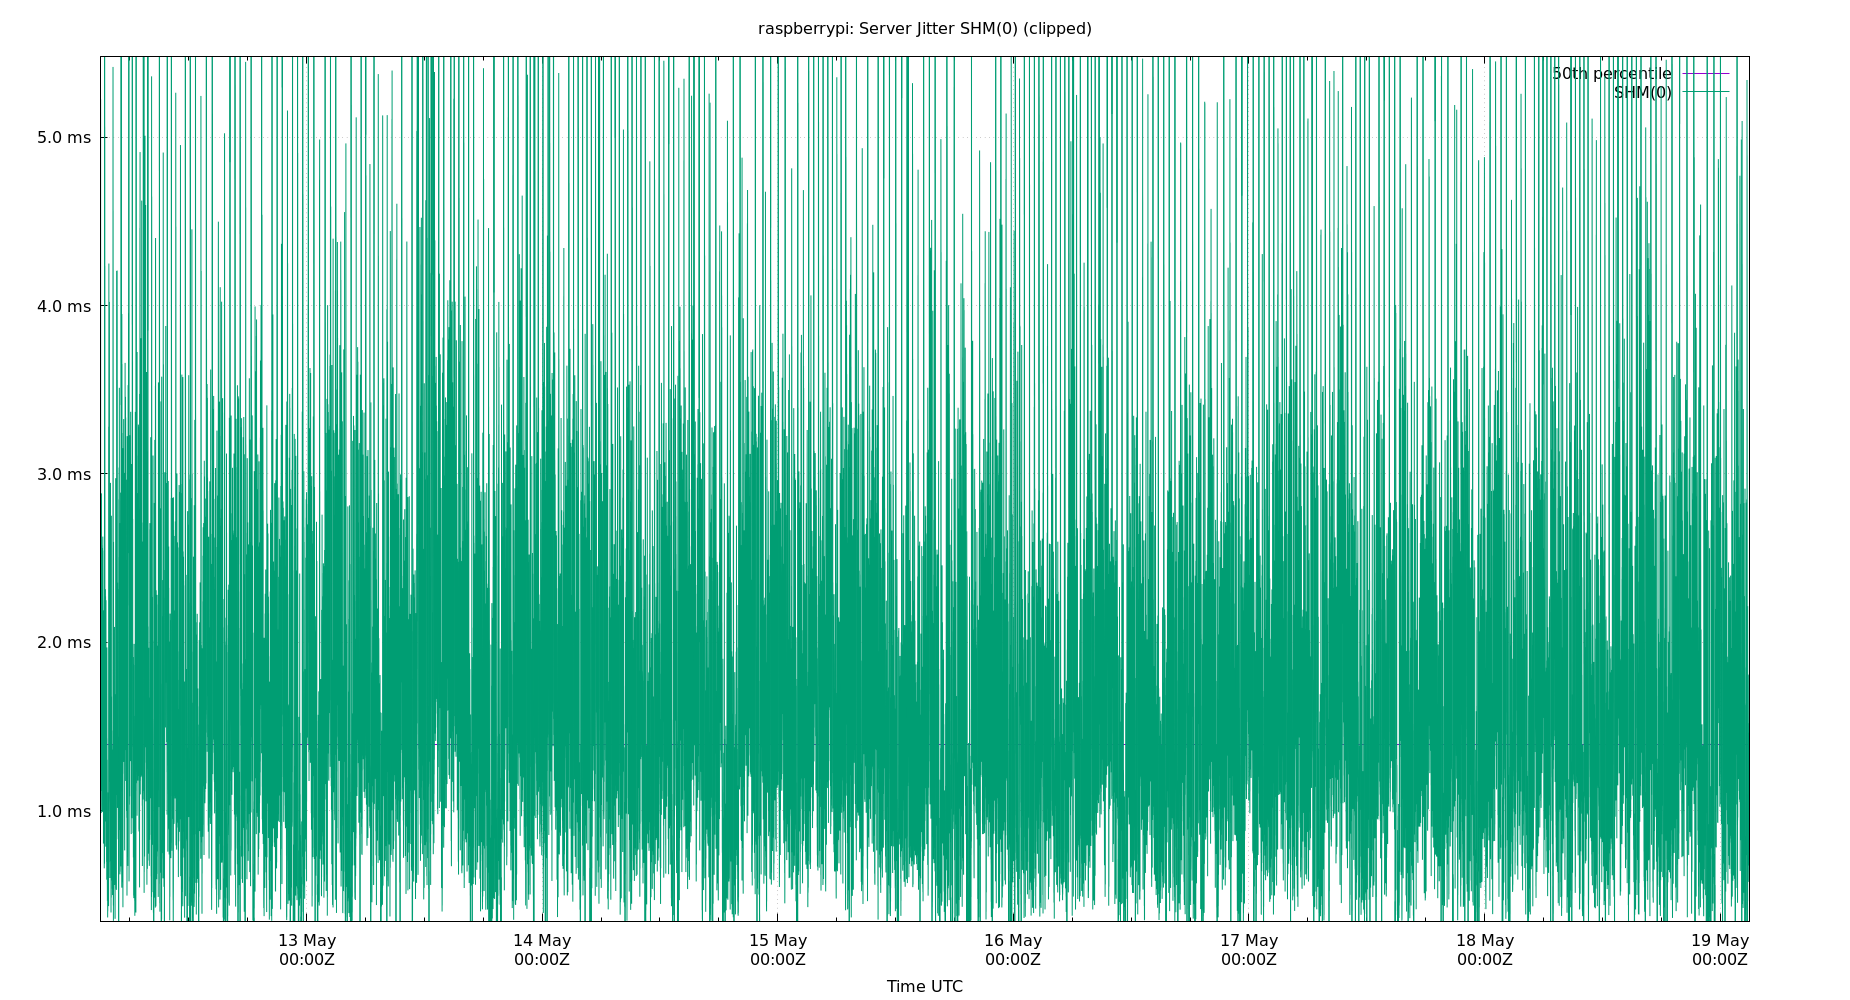 raspberrypi: Server Jitter SHM(0) (clipped)
50th percentile
SHM(0)
5.0 ms
4.0 ms
3.0 ms
2.0 ms
1.0 ms
13 May 14 May 15 May 16 May 17 May 18 May 19 May
00:00Z 00:00Z 00:00Z 00:00Z 00:00Z 00:00Z 00:00Z
Time UTC